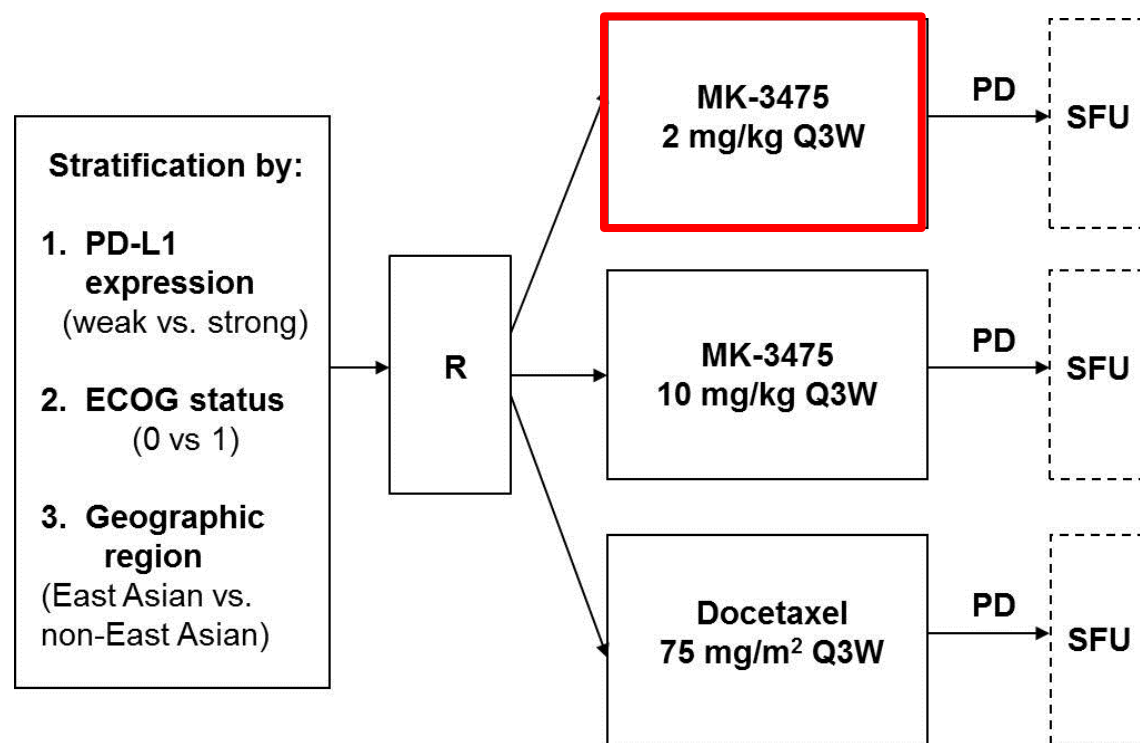 Stratification by:
1. PD-L1
expression
(weak vs. strong)
2. ECOG status
(0 vs 1)
3. Geographic
region
(East Asian vs.
non-East Asian)
R
MK-3475
2 mg/kg Q3W
PD
SFU
MK-3475
10 mg/kg Q3W
PD
SFU
Docetaxel
75 mg/m² Q3W
PD
SFU